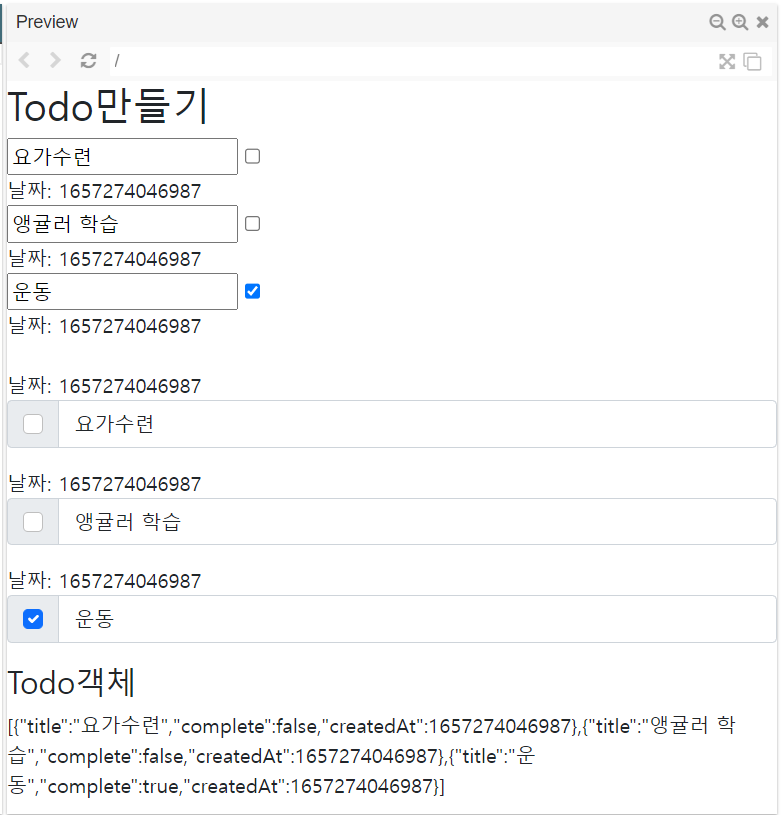 Preview
/
Todo만들기
요가수련
날짜: 1657274046987
앵귤러 학습
날짜: 1657274046987
운동
날짜: 1657274046987
날짜: 1657274046987
요가수련
날짜: 1657274046987
앵귤러 학습
날짜: 1657274046987
운동
Todo객체
[{"title":"요가수련","complete":false,"createdAt":1657274046987},{"title":"앵귤러 학
습","complete":false,"createdAt":1657274046987},{"title":"운
동","complete":true,"createdAt":1657274046987}]